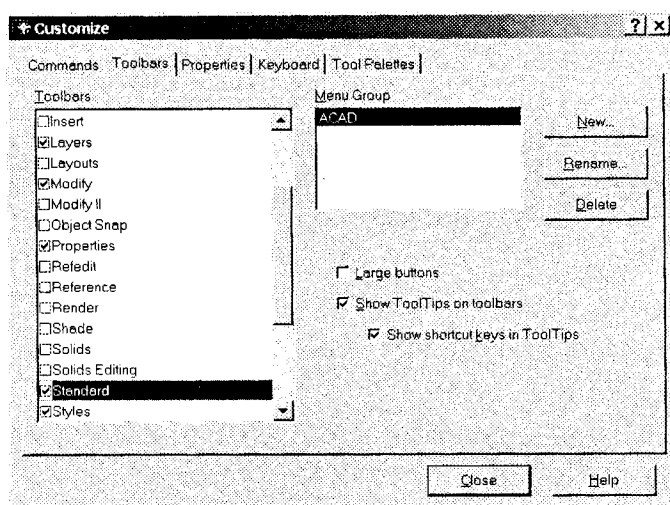 Customize
Commands Toolbars Properties Keyboard Tool Palettes
Toolbars
Insert
Layers
Layouts
Modify
Modify II
Object Snap
Properties
Refedit
Reference
Render
Shade
Solids
Solids Editing
Standard
Styles
Menu Group
ACAD
New...
Rename...
Delete
Large buttons
Show ToolTips on toolbars
Show shortcut keys in ToolTips
Close
Help